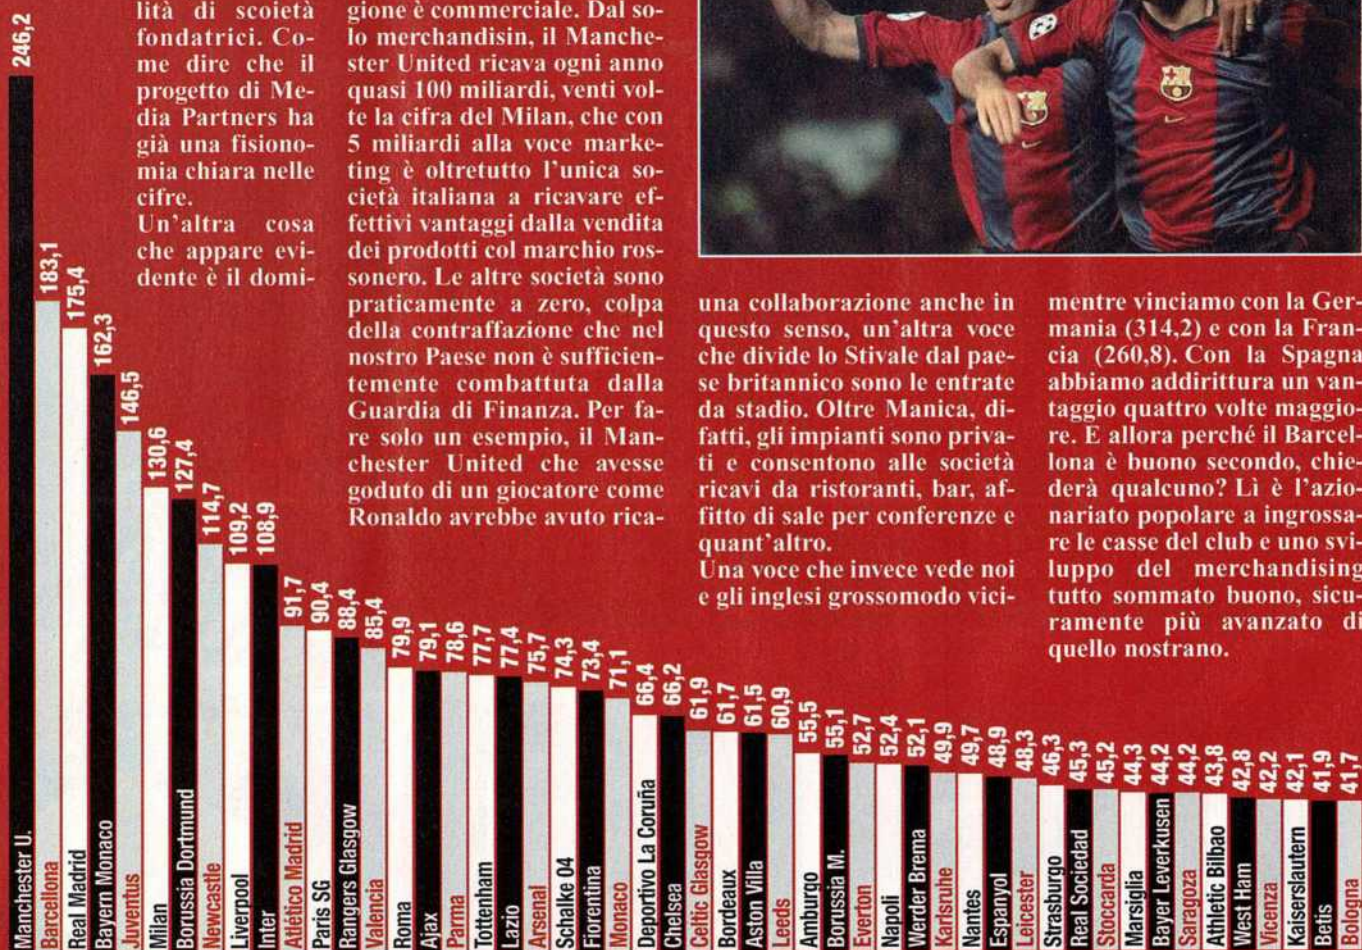 lità di scoietà
fondatrici. Co-
me dire che il
progetto di Me-
dia Partners ha
già una fisiono-
mia chiara nelle
cifre.
Un'altra cosa
che appare evi-
dente è il domi-
gione è commerciale. Dal so-
lo merchandisin, il Manche-
ster United ricava ogni anno
quasi 100 miliardi, venti vol-
te la cifra del Milan, che con
5 miliardi alla voce marke-
ting è oltretutto l'unica so-
cietà italiana a ricavare ef-
fettivi vantaggi dalla vendita
dei prodotti col marchio ros-
sonero. Le altre società sono
praticamente a zero, colpa
della contraffazione che nel
nostro Paese non è sufficien-
temente combattuta dalla
Guardia di Finanza. Per fa-
re solo un esempio, il Man-
chester United che avesse
goduto di un giocatore come
Ronaldo avrebbe avuto rica-
una collaborazione anche in
questo senso, un'altra voce
che divide lo Stivale dal pae-
se britannico sono le entrate
da stadio. Oltre Manica, di-
fatti, gli impianti sono priva-
ti e consentono alle società
ricavi da ristoranti, bar, af-
fitto di sale per conferenze e
quant'altro.
Una voce che invece vede noi
e gli inglesi grossomodo vici-
mentre vinciamo con la Ger-
mania (314,2) e con la Fran-
cia (260,8). Con la Spagna
abbiamo addirittura un van-
taggio quattro volte maggio-
re. E allora perché il Barcel-
lona è buono secondo, chie-
derà qualcuno? Lì è l'azio-
nariato popolare a ingrossa-
re le casse del club e uno svi-
luppo del merchandising
tutto sommato buono, sicu-
ramente più avanzato di
quello nostrano.
Manchester U. 246,2
Barcellona 183,1
Real Madrid 175,4
Bayern Monaco 162,3
Juventus 146,5
Milan 130,6
Borussia Dortmund 127,4
Newcastle 114,7
Liverpool 109,2
Inter 108,9
Atlético Madrid 91,7
Paris SG 90,4
Rangers Glasgow 88,4
Valencia 85,4
Roma 79,9
Ajax 79,1
Parma 78,6
Tottenham 77,7
Lazio 77,4
Arsenal 75,7
Schalke 04 74,3
Fiorentina 73,4
Monaco 71,1
Deportivo La Coruña 66,4
Chelsea 66,2
Celtic Glasgow 61,9
Bordeaux 61,7
Aston Villa 61,5
Leeds 60,9
Amburgo 55,5
Borussia M. 55,1
Everton 52,7
Napoli 52,4
Werder Brema 52,1
Karlsruhe 49,9
Nantes 49,7
Espanyol 48,9
Leicester 48,3
Strasburgo 46,3
Real Sociedad 45,3
Stoccarda 45,2
Marsiglia 44,3
Bayer Leverkusen 44,2
Saragoza 44,2
Athletic Bilbao 43,8
West Ham 42,8
Vicenza 42,2
Kaiserslautern 42,1
Betis 41,9
Bologna 41,7